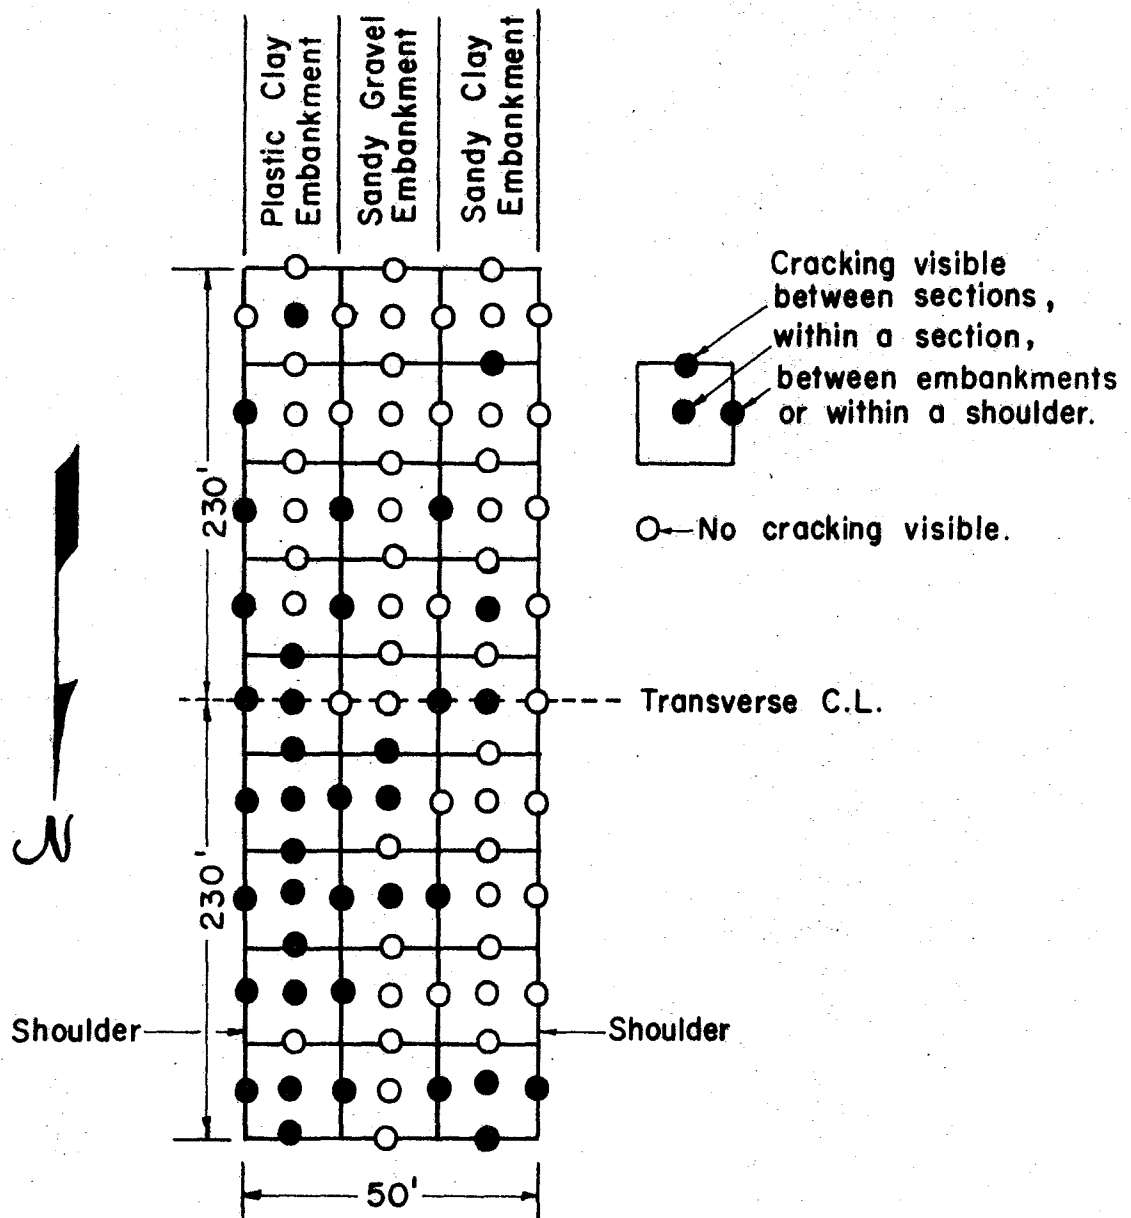 Plastic Clay
Embankment
Sandy Gravel
Embankment
Sandy Clay
Embankment
Cracking visible
between sections,
within a section,
between embankments
or within a shoulder.
No cracking visible.
230'
Transverse C.L.
N
230'
Shoulder
Shoulder
50'